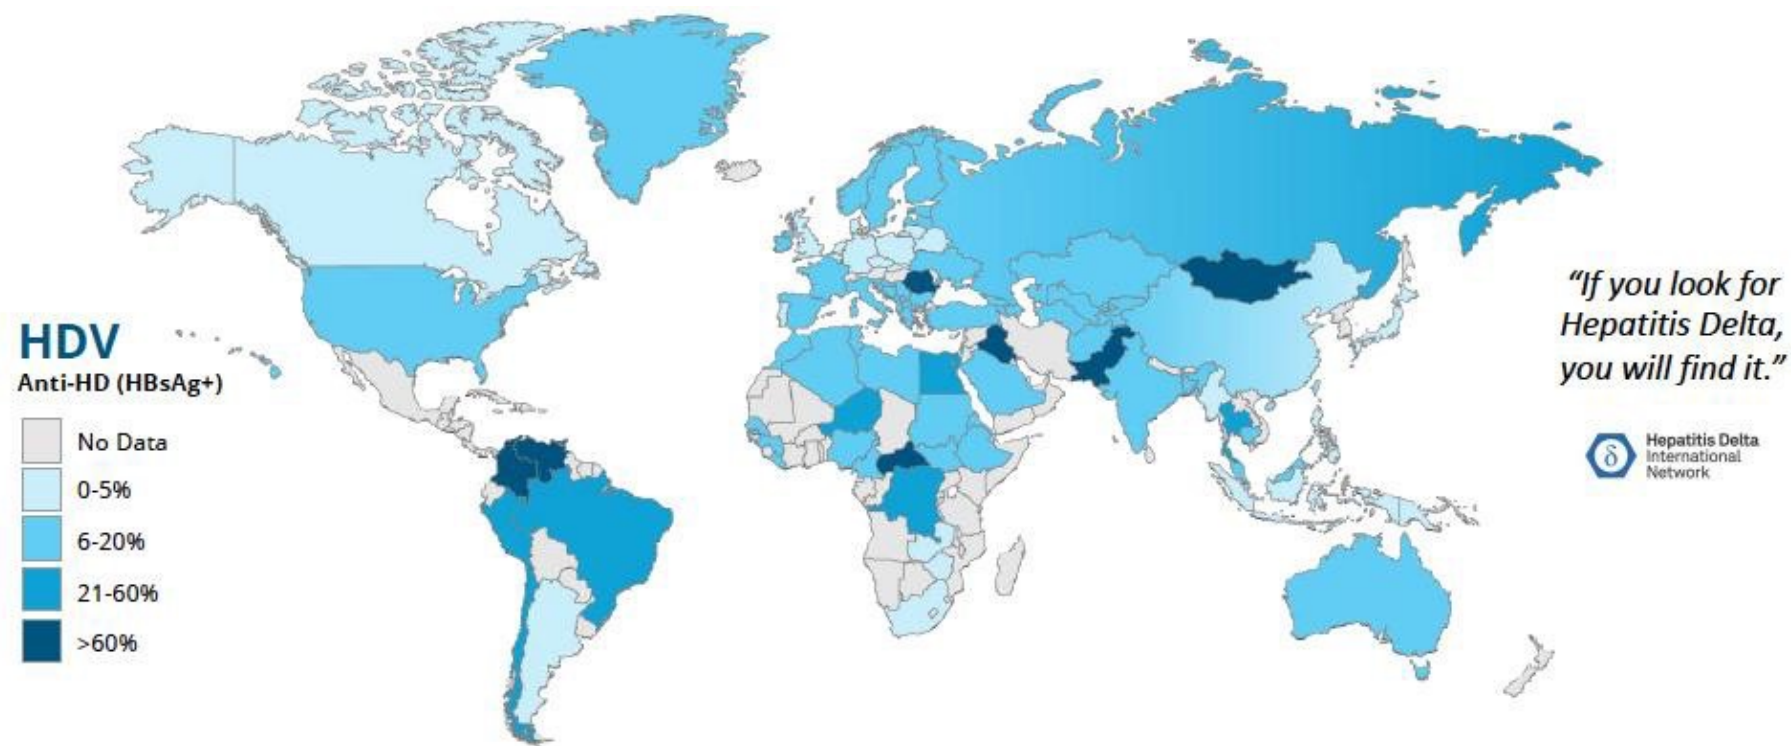 HDV
Anti-HD (HBsAg+)
No Data
0-5%
6-20%
21-60%
>60%
“If you look for
Hepatitis Delta,
you will find it.”
δ
Hepatitis Delta
International
Network